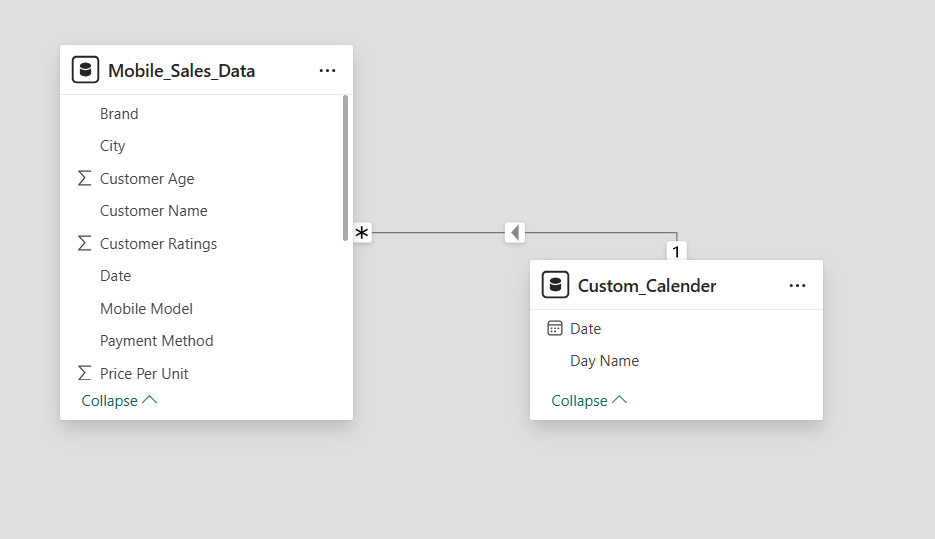 Mobile_Sales_Data
Brand
City
Customer Age
Customer Name
Customer Ratings
Date
Mobile Model
Payment Method
Price Per Unit
Collapse
*
1
Custom_Calender
Date
Day Name
Collapse